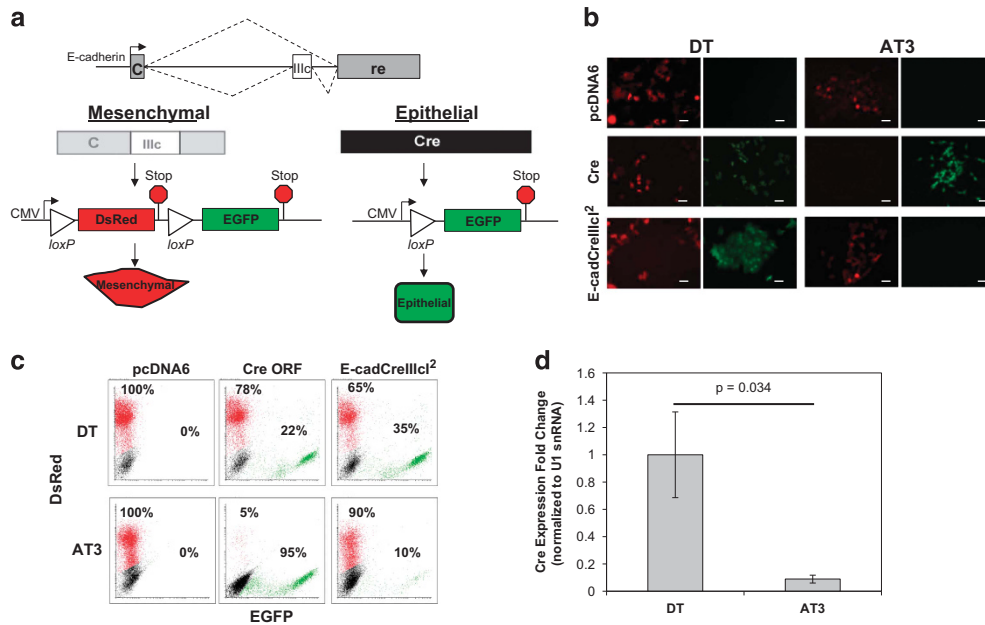 a
E-cadherin
C
IIIc
re
Mesenchymal
Epithelial
C
IIIc
Cre
Stop
Stop
Stop
CMV
DsRed
EGFP
loxP
loxP
CMV
EGFP
loxP
Mesenchymal
Epithelial
b
DT
AT3
pcDNA6
Cre
E-cadCreIIIcI²
c
pcDNA6
Cre ORF
E-cadCreIIIcI²
DT
100%
0%
78%
22%
65%
35%
DsRed
AT3
100%
0%
5%
95%
90%
10%
EGFP
d
Cre Expression Fold Change
(normalized to U1 snRNA)
1.6
1.4
1.2
1
0.8
0.6
0.4
0.2
0
p = 0.034
DT
AT3